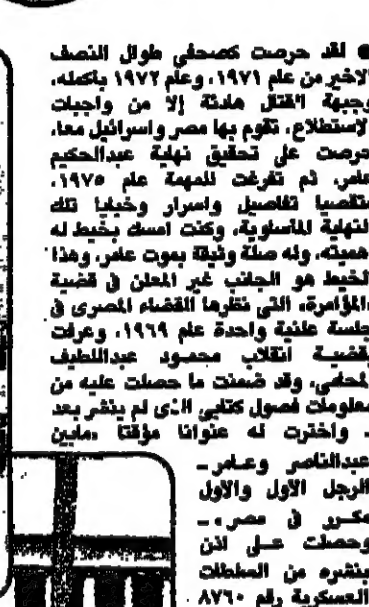 ● لقد حرصت كصحفي طوال النصف
الاخير من عام ١٩٧١، وعام ١٩٧٢ باكمله،
وجبهة القتال هادئة إلا من واجبات
الاستطلاع، تقوم بها مصر واسرائيل معا،
حرصت على تحقيق نهاية عبدالحكيم
عامر، ثم تفرغت للمهمة عام ١٩٧٥،
متقصيا تفاصيل واسرار وخبايا تلك
النهاية المأساوية، وكنت امسك بخيط له
اهميته، وله صلة وثيقة بموت عامر، وهذا
الخيط هو الجانب غير المعلن في قضية
المؤامرة، التي نظرها القضاء المصرى في
جلسة علنية واحدة عام ١٩٦٩، وعرفت
بقضية انقلاب محمود عبداللطيف
المحامي، وقد ضمنت ما حصلت عليه من
معلومات فصول كتابي الذى لم ينشر بعد
. واخترت له عنوانا مؤقتا «مابين
عبدالناصر وعامر ـ
الرجل الاول والاول
مكرر في مصر» ـ
وحصلت على اذن
بنشره من السلطات
العسكرية رقم ٨٧٦٠